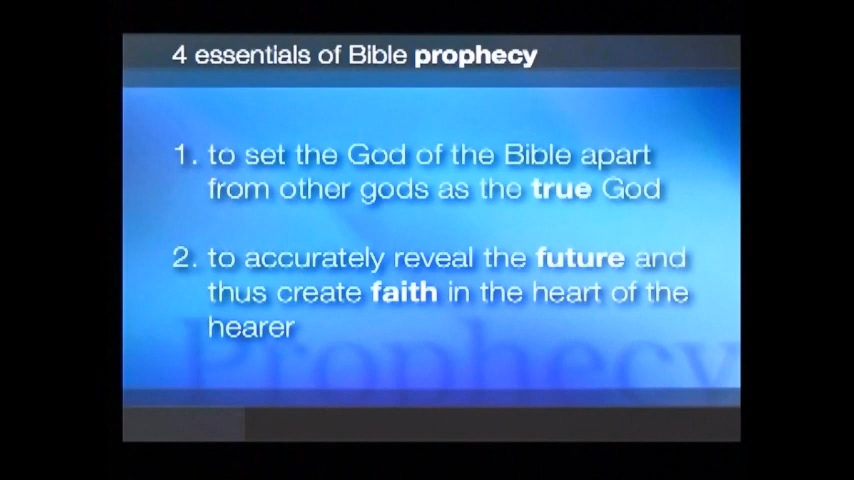 4 essentials of Bible prophecy
1. to set the God of the Bible apart
from other gods as the true God
2. to accurately reveal the future and
thus create faith in the heart of the
hearer
Prophecy